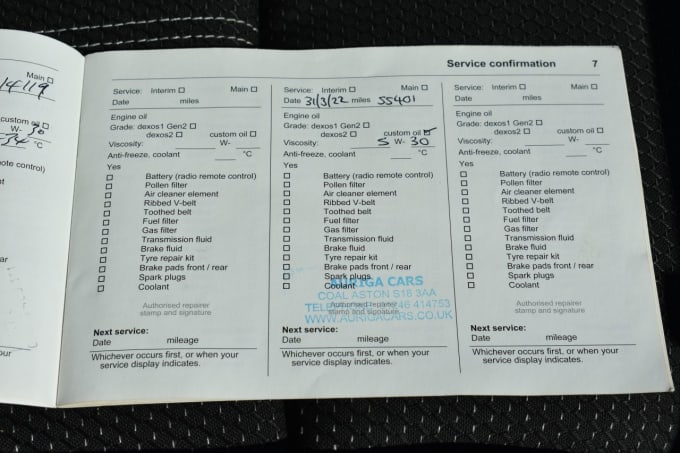 Main
14/119
custom oil
W- 30
34 °C
ote control)
ar
our
Service confirmation 7
Service: Interim Main
Date miles
Engine oil
Grade: dexos1 Gen2
dexos2 custom oil
Viscosity: W-
Anti-freeze, coolant °C
Yes
Battery (radio remote control)
Pollen filter
Air cleaner element
Ribbed V-belt
Toothed belt
Fuel filter
Gas filter
Transmission fluid
Brake fluid
Tyre repair kit
Brake pads front / rear
Spark plugs
Coolant
Authorised repairer
stamp and signature
Next service:
Date mileage
Whichever occurs first, or when your
service display indicates.
Service: Interim Main
Date 31/3/22 miles 55401
Engine oil
Grade: dexos1 Gen2
dexos2 custom oil
Viscosity: 5 W- 30
Anti-freeze, coolant °C
Yes
Battery (radio remote control)
Pollen filter
Air cleaner element
Ribbed V-belt
Toothed belt
Fuel filter
Gas filter
Transmission fluid
Brake fluid
Tyre repair kit
Brake pads front / rear
Spark plugs
Coolant
AURIGA CARS
COAL ASTON S18 3AA
Authorised repairer
stamp and signature
414753
WWW.AURIGACARS.CO.UK
Next service:
Date mileage
Whichever occurs first, or when your
service display indicates.
Service: Interim Main
Date miles
Engine oil
Grade: dexos1 Gen2
dexos2 custom oil
Viscosity: W-
Anti-freeze, coolant °C
Yes
Battery (radio remote control)
Pollen filter
Air cleaner element
Ribbed V-belt
Toothed belt
Fuel filter
Gas filter
Transmission fluid
Brake fluid
Tyre repair kit
Brake pads front / rear
Spark plugs
Coolant
Authorised repairer
stamp and signature
Next service:
Date mileage
Whichever occurs first, or when your
service display indicates.